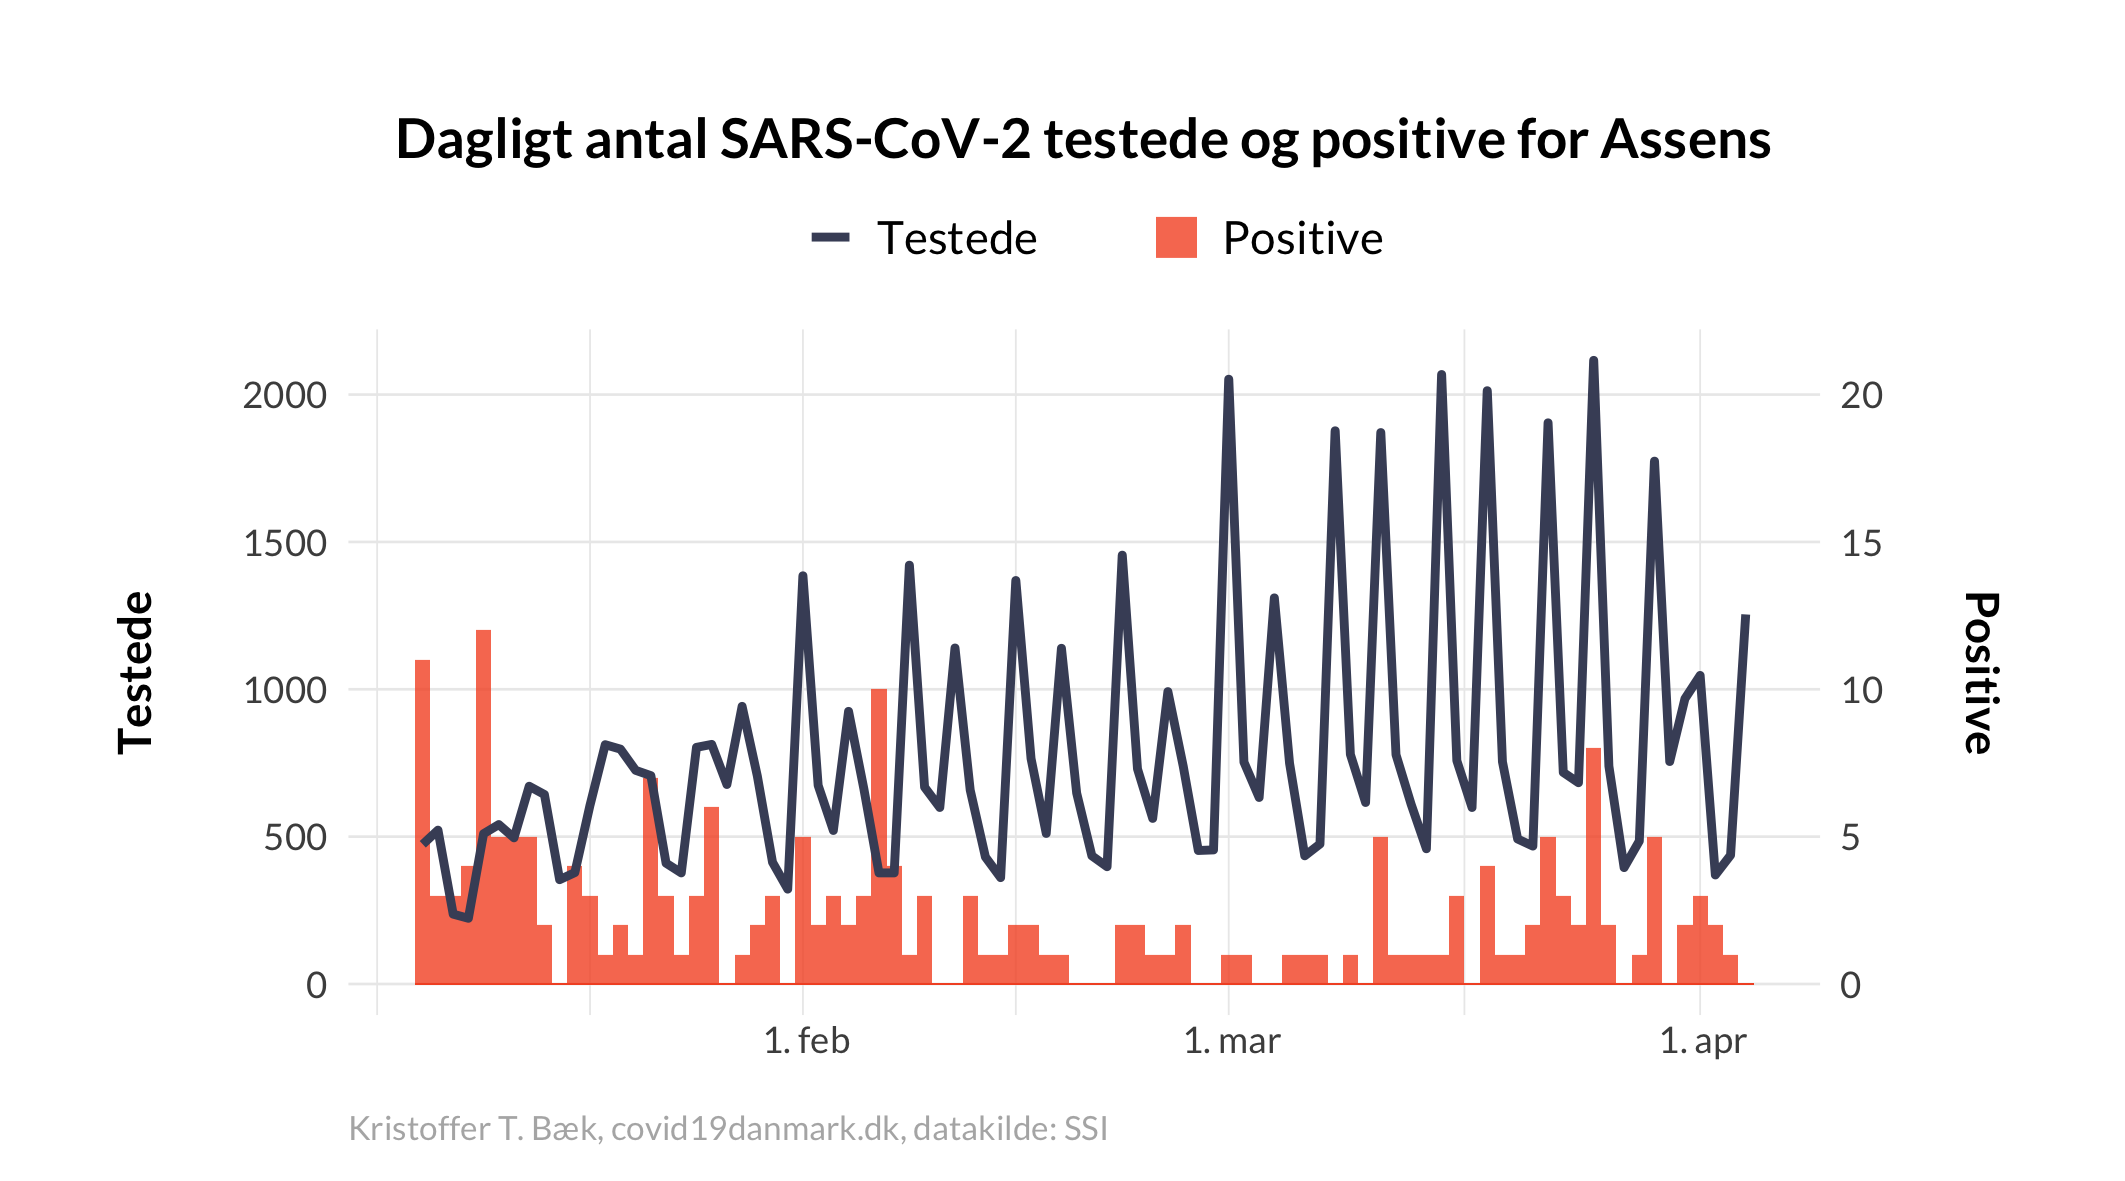 Dagligt antal SARS-CoV-2 testede og positive for Assens
Testede Positive
2000 20
1500 15
1000 10
500 5
0 0
Testede
Positive
1. feb 1. mar 1. apr
Kristoffer T. Bæk, covid19danmark.dk, datakilde: SSI